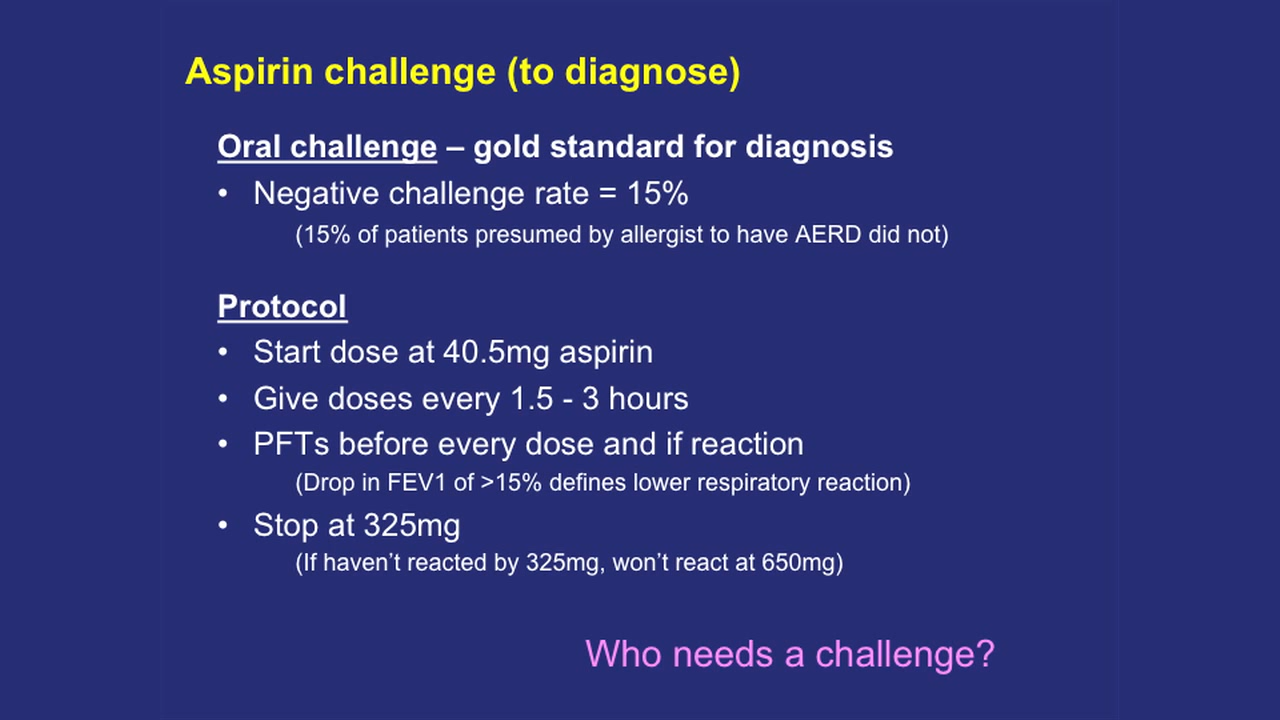 Aspirin challenge (to diagnose)
Oral challenge – gold standard for diagnosis
• Negative challenge rate = 15%
(15% of patients presumed by allergist to have AERD did not)
Protocol
• Start dose at 40.5mg aspirin
• Give doses every 1.5 - 3 hours
• PFTs before every dose and if reaction
(Drop in FEV1 of >15% defines lower respiratory reaction)
• Stop at 325mg
(If haven’t reacted by 325mg, won’t react at 650mg)
Who needs a challenge?